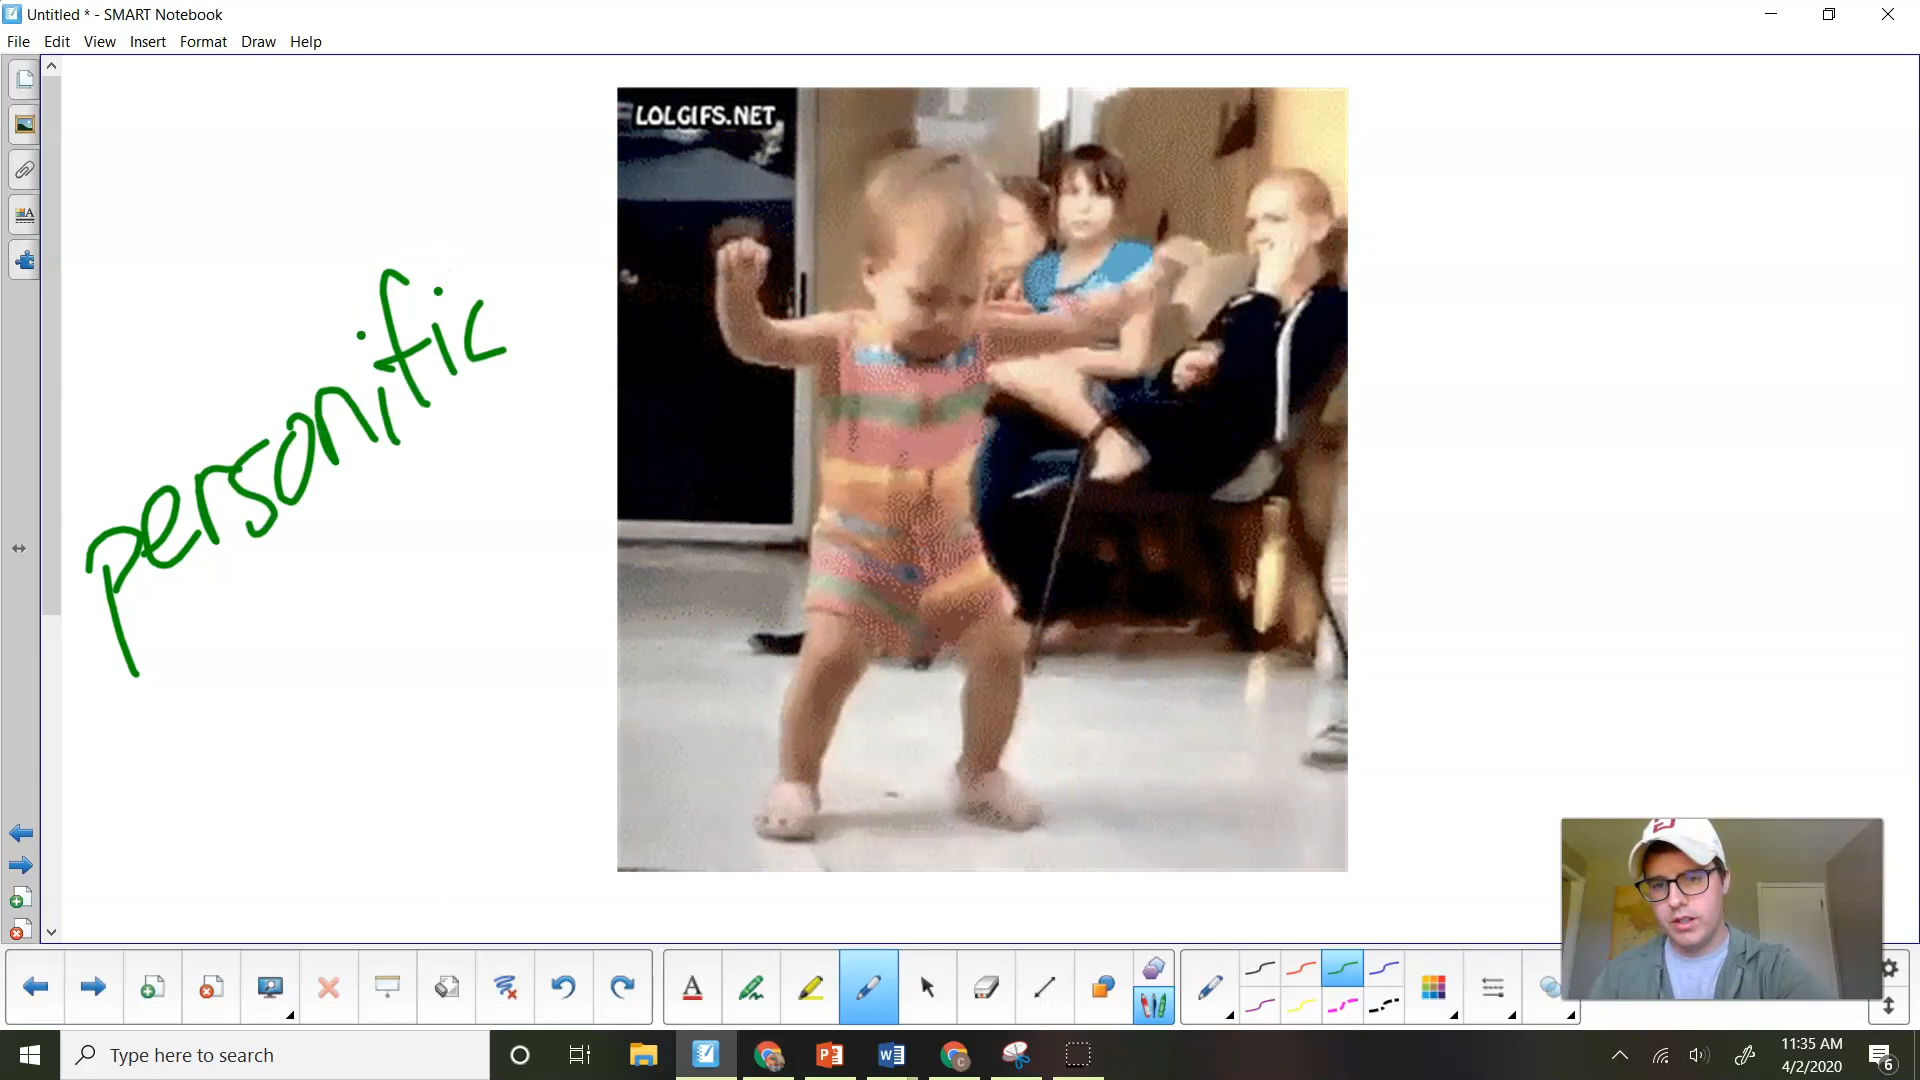 Untitled * - SMART Notebook
File Edit View Insert Format Draw Help
LOLGIFS.NET
personific
Type here to search
11:35 AM
4/2/2020
6